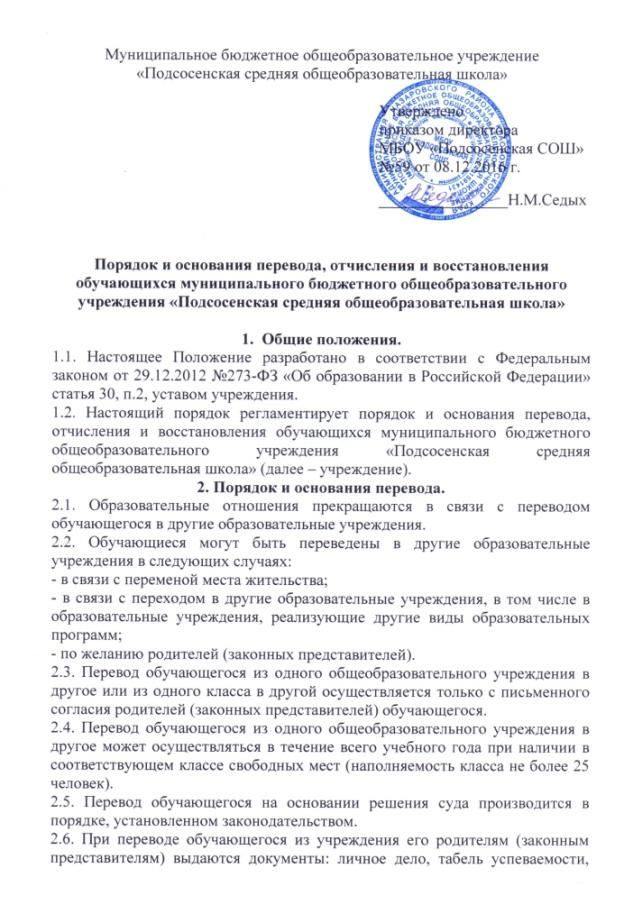 Муниципальное бюджетное общеобразовательное учреждение
«Подсосенская средняя общеобразовательная школа»
Утверждено
приказом директора
МБОУ «Подсосенская СОШ»
№59 от 08.12.2016 г.
Н.М.Седых
Порядок и основания перевода, отчисления и восстановления
обучающихся муниципального бюджетного общеобразовательного
учреждения «Подсосенская средняя общеобразовательная школа»
1. Общие положения.
1.1. Настоящее Положение разработано в соответствии с Федеральным
законом от 29.12.2012 №273-ФЗ «Об образовании в Российской Федерации»
статья 30, п.2, уставом учреждения.
1.2. Настоящий порядок регламентирует порядок и основания перевода,
отчисления и восстановления обучающихся муниципального бюджетного
общеобразовательного учреждения «Подсосенская средняя
общеобразовательная школа» (далее – учреждение).
2. Порядок и основания перевода.
2.1. Образовательные отношения прекращаются в связи с переводом
обучающегося в другие образовательные учреждения.
2.2. Обучающиеся могут быть переведены в другие образовательные
учреждения в следующих случаях:
- в связи с переменой места жительства;
- в связи с переходом в другие образовательные учреждения, в том числе в
образовательные учреждения, реализующие другие виды образовательных
программ;
- по желанию родителей (законных представителей).
2.3. Перевод обучающегося из одного общеобразовательного учреждения в
другое или из одного класса в другой осуществляется только с письменного
согласия родителей (законных представителей) обучающегося.
2.4. Перевод обучающегося из одного общеобразовательного учреждения в
другое может осуществляться в течение всего учебного года при наличии в
соответствующем классе свободных мест (наполняемость класса не более 25
человек).
2.5. Перевод обучающегося на основании решения суда производится в
порядке, установленном законодательством.
2.6. При переводе обучающегося из учреждения его родителям (законным
представителям) выдаются документы: личное дело, табель успеваемости,